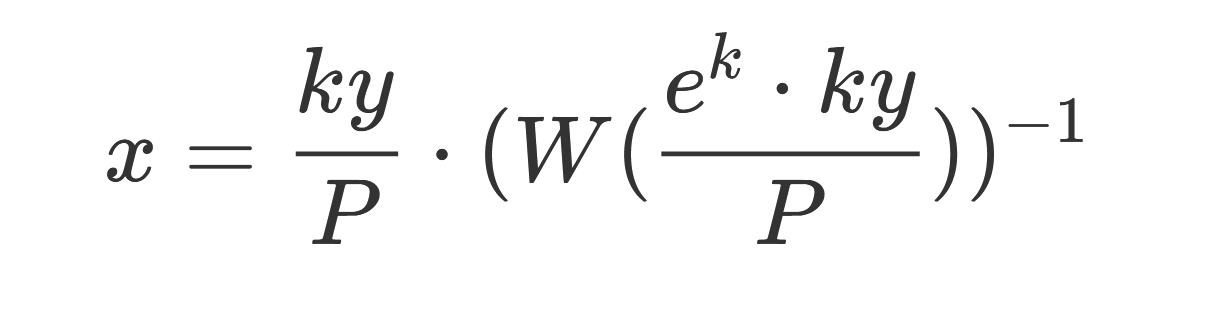 x = \frac{ky}{P} \cdot (W(\frac{e^k \cdot ky}{P}))^{-1}